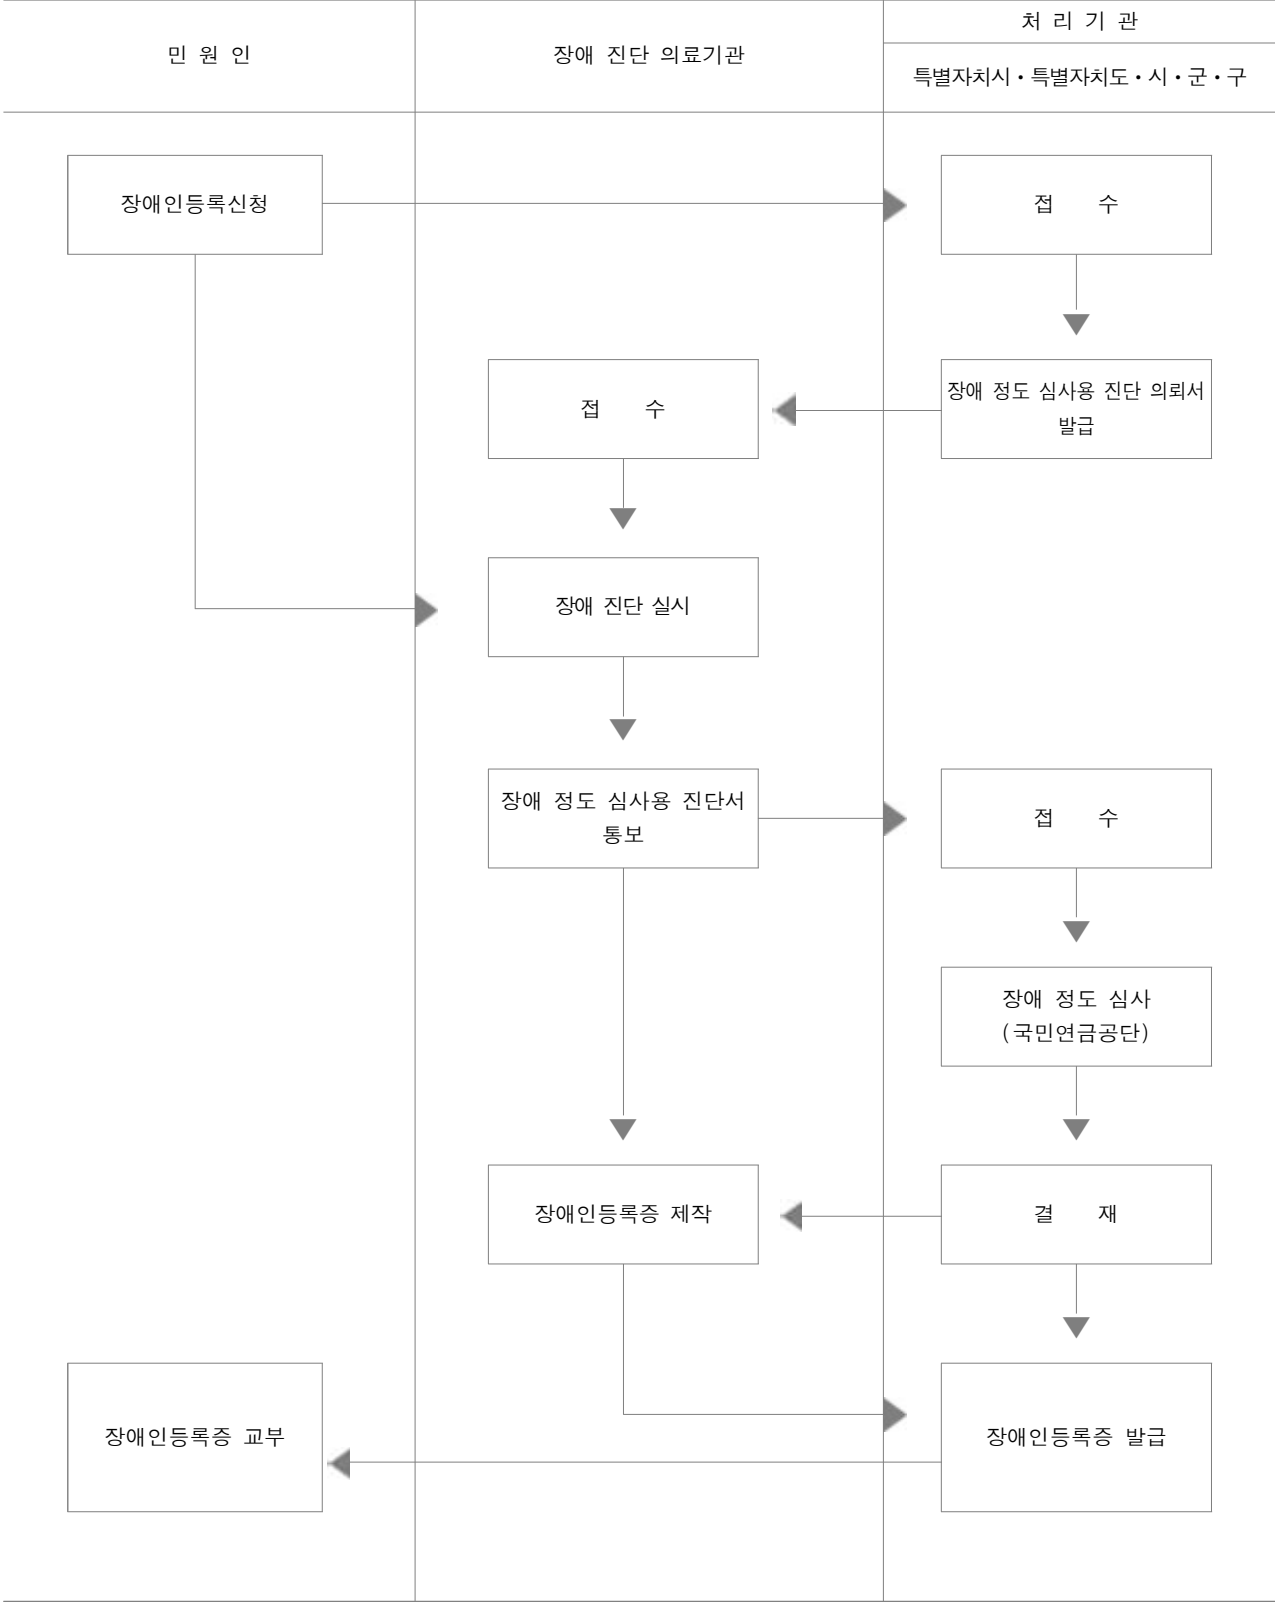 민 원 인
장애 진단 의료기관
처 리 기 관
특별자치시ㆍ특별자치도ㆍ시ㆍ군ㆍ구
장애인등록신청
접 수
장애 정도 심사용 진단 의뢰서
발급
접 수
장애 진단 실시
장애 정도 심사용 진단서
통보
접 수
장애 정도 심사
(국민연금공단)
장애인등록증 제작
결 재
장애인등록증 교부
장애인등록증 발급